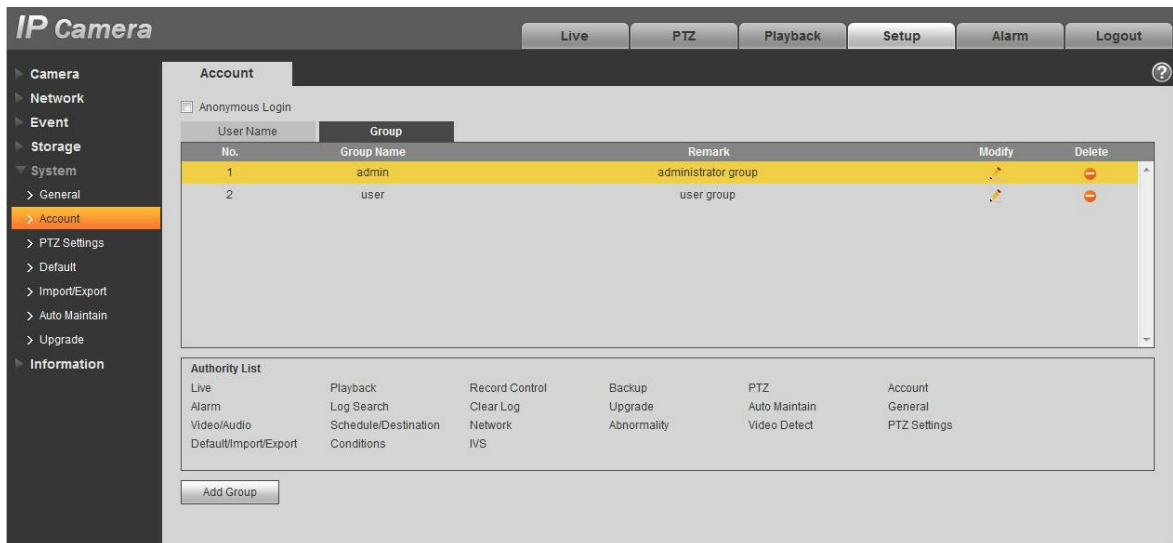 IP Camera
Live PTZ Playback Setup Alarm Logout
Camera
Network
Event
Storage
System
General
Account
PTZ Settings
Default
Import/Export
Auto Maintain
Upgrade
Information
Account
?
Anonymous Login
User Name Group
No. Group Name Remark Modify Delete
1 admin administrator group
2 user user group
Authority List
Live Playback Record Control Backup PTZ Account
Alarm Log Search Clear Log Upgrade Auto Maintain General
Video/Audio Schedule/Destination Network Abnormality Video Detect PTZ Settings
Default/Import/Export Conditions IVS
Add Group